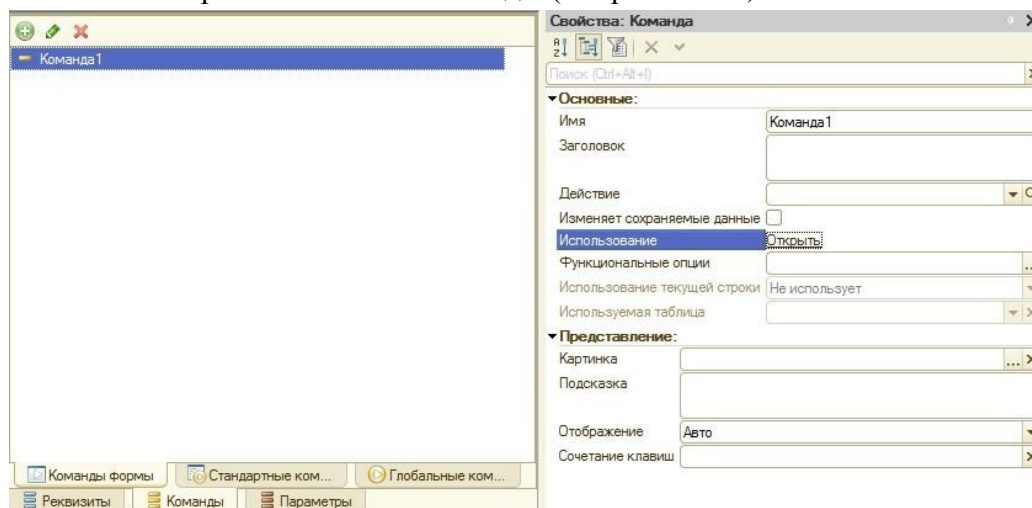 Свойства: Команда
Команда1
Поиск (Ctrl+Alt+I)
Основные:
Имя Команда1
Заголовок
Действие
Изменяет сохраняемые данные
Использование Открыть
Функциональные опции
Использование текущей строки Не использует
Используемая таблица
Представление:
Картинка
Подсказка
Отображение Авто
Сочетание клавиш
Команды формы Стандартные ком... Глобальные ком...
Реквизиты Команды Параметры